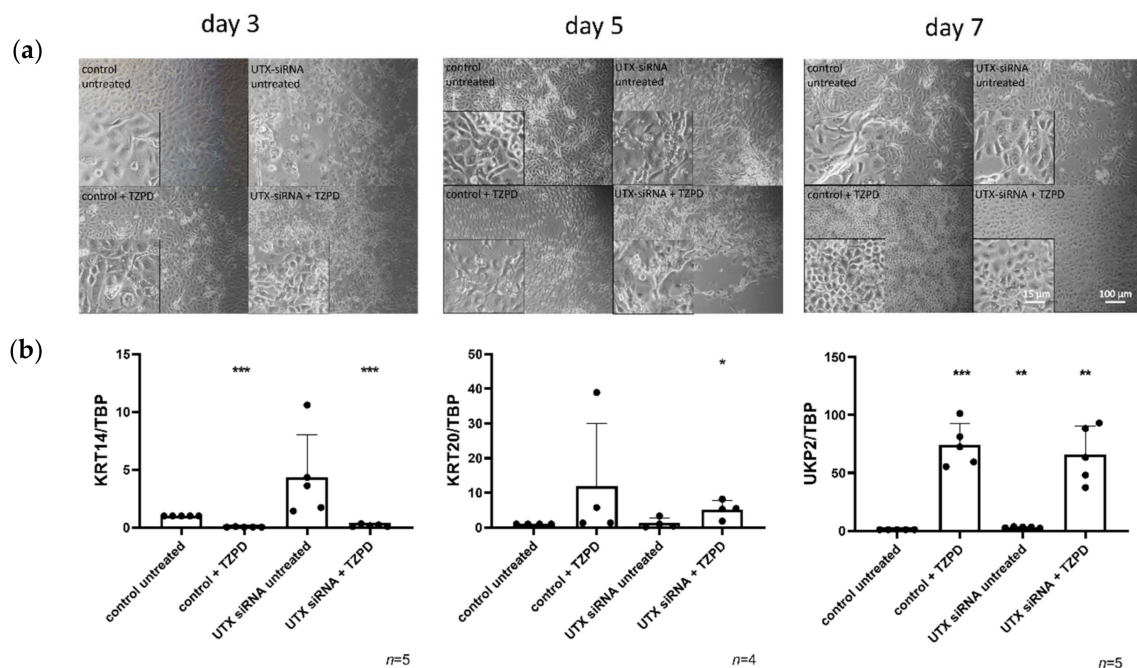 day 3
day 5
day 7
(a)
control
untreated
UTX-siRNA
untreated
control + TZPD
UTX-siRNA + TZPD
control
untreated
UTX-siRNA
untreated
control + TZPD
UTX-siRNA + TZPD
control
untreated
UTX-siRNA
untreated
control + TZPD
UTX-siRNA + TZPD
15 µm
100 µm
(b)
KRT14/TBP
15
10
5
0
***
***
control untreated
control + TZPD
UTX siRNA untreated
UTX siRNA + TZPD
n=5
KRT20/TBP
50
40
30
20
10
0
*
control untreated
control + TZPD
UTX siRNA untreated
UTX siRNA + TZPD
n=4
UKP2/TBP
150
100
50
0
***
**
**
control untreated
control + TZPD
UTX siRNA untreated
UTX siRNA + TZPD
n=5